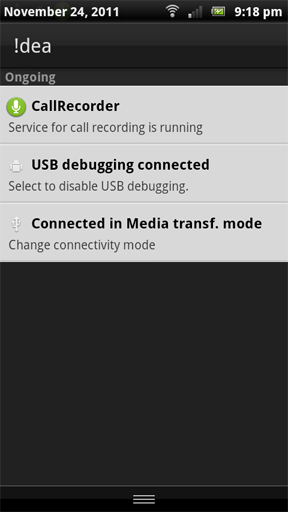 November 24, 2011 9:18 pm
!dea
Ongoing
CallRecorder
Service for call recording is running
USB debugging connected
Select to disable USB debugging.
Connected in Media transf. mode
Change connectivity mode